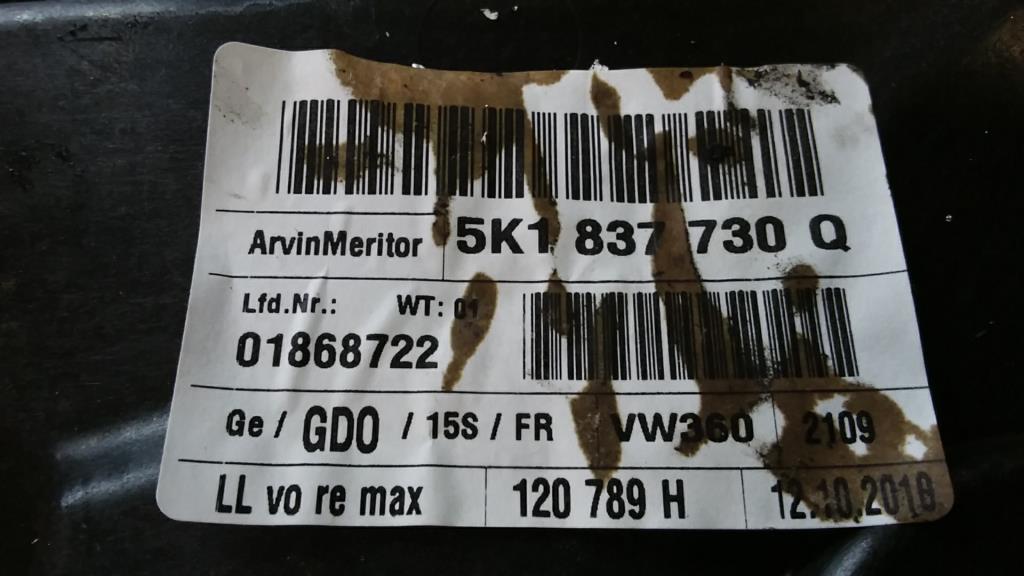 ArvinMeritor 5K1 837 730 Q
Lfd.Nr.: WT: 01
01868722
Ge / GDO / 15S / FR VW360 2109
LL vo re max 120 789 H